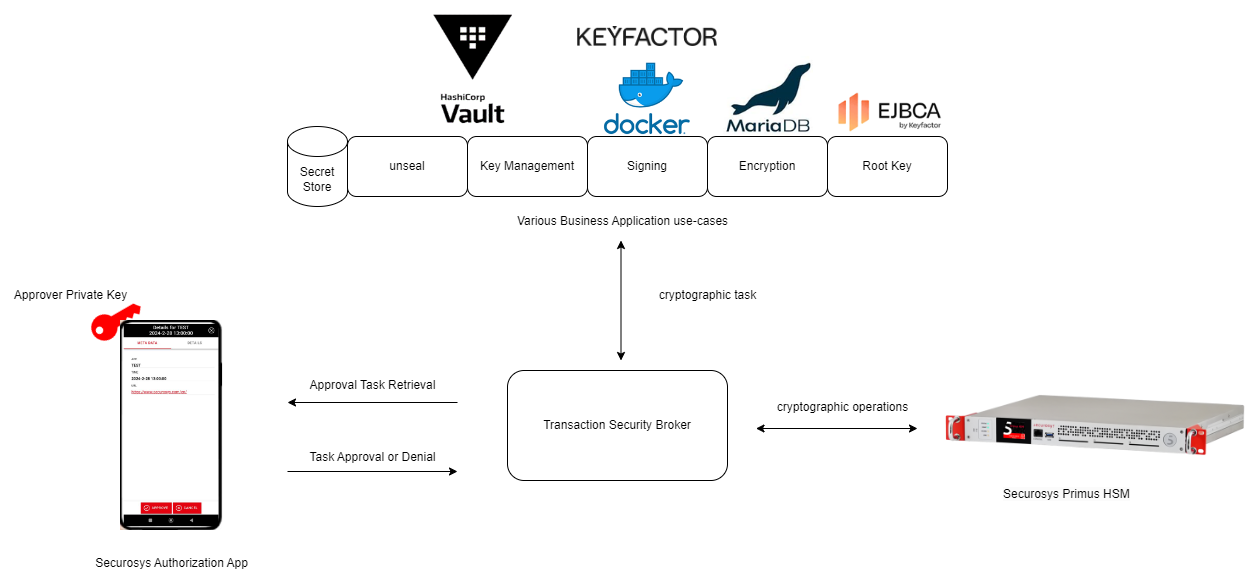 KEYFACTOR
HashiCorp
Vault
docker
MariaDB
EJBCA
by Keyfactor
Secret
Store
unseal
Key Management
Signing
Encryption
Root Key
Various Business Application use-cases
cryptographic task
Approver Private Key
Details for TEST
2024-2-28 13:00:00
META DATA
DETAILS
TEST
2024-2-28 13:00:00
APPROVE
CANCEL
Securosys Authorization App
Approval Task Retrieval
Task Approval or Denial
Transaction Security Broker
cryptographic operations
Securosys Primus HSM